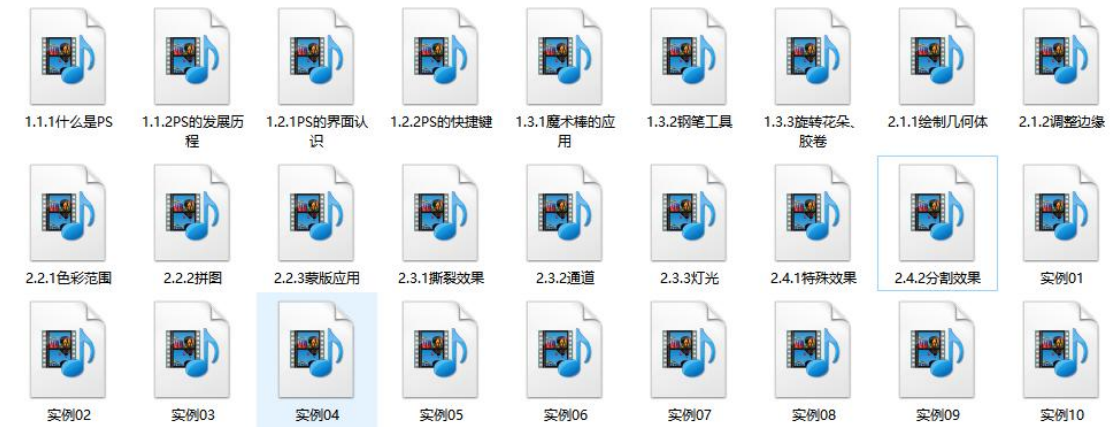 1.1.1什么是PS
1.1.2PS的发展历
程
1.2.1PS的界面认
识
1.2.2PS的快捷键
1.3.1魔术棒的应
用
1.3.2钢笔工具
1.3.3旋转花朵、
胶卷
2.1.1绘制几何体
2.1.2调整边缘
2.2.1色彩范围
2.2.2拼图
2.2.3蒙版应用
2.3.1撕裂效果
2.3.2通道
2.3.3灯光
2.4.1特殊效果
2.4.2分割效果
实例01
实例02
实例03
实例04
实例05
实例06
实例07
实例08
实例09
实例10